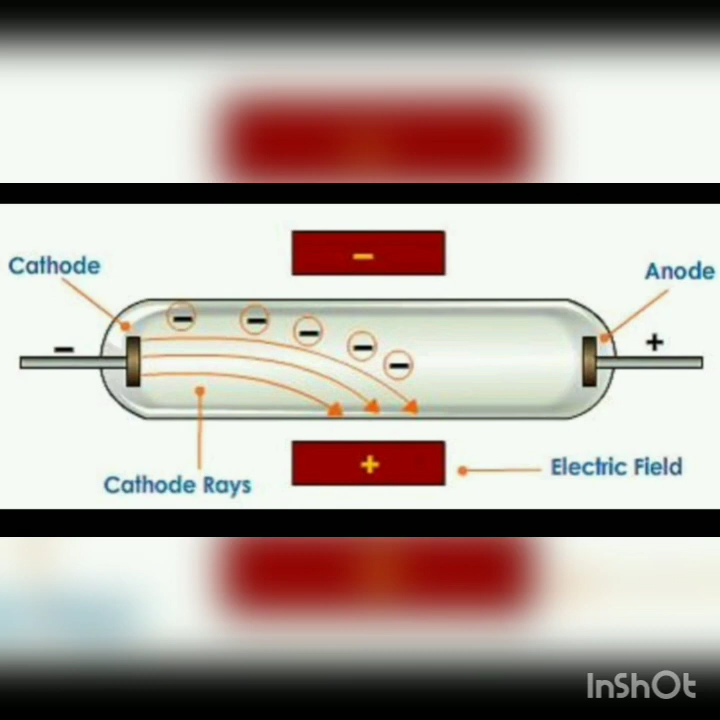 −
Cathode
Anode
− − − − −
−
+
+
Electric Field
Cathode Rays
InShOt